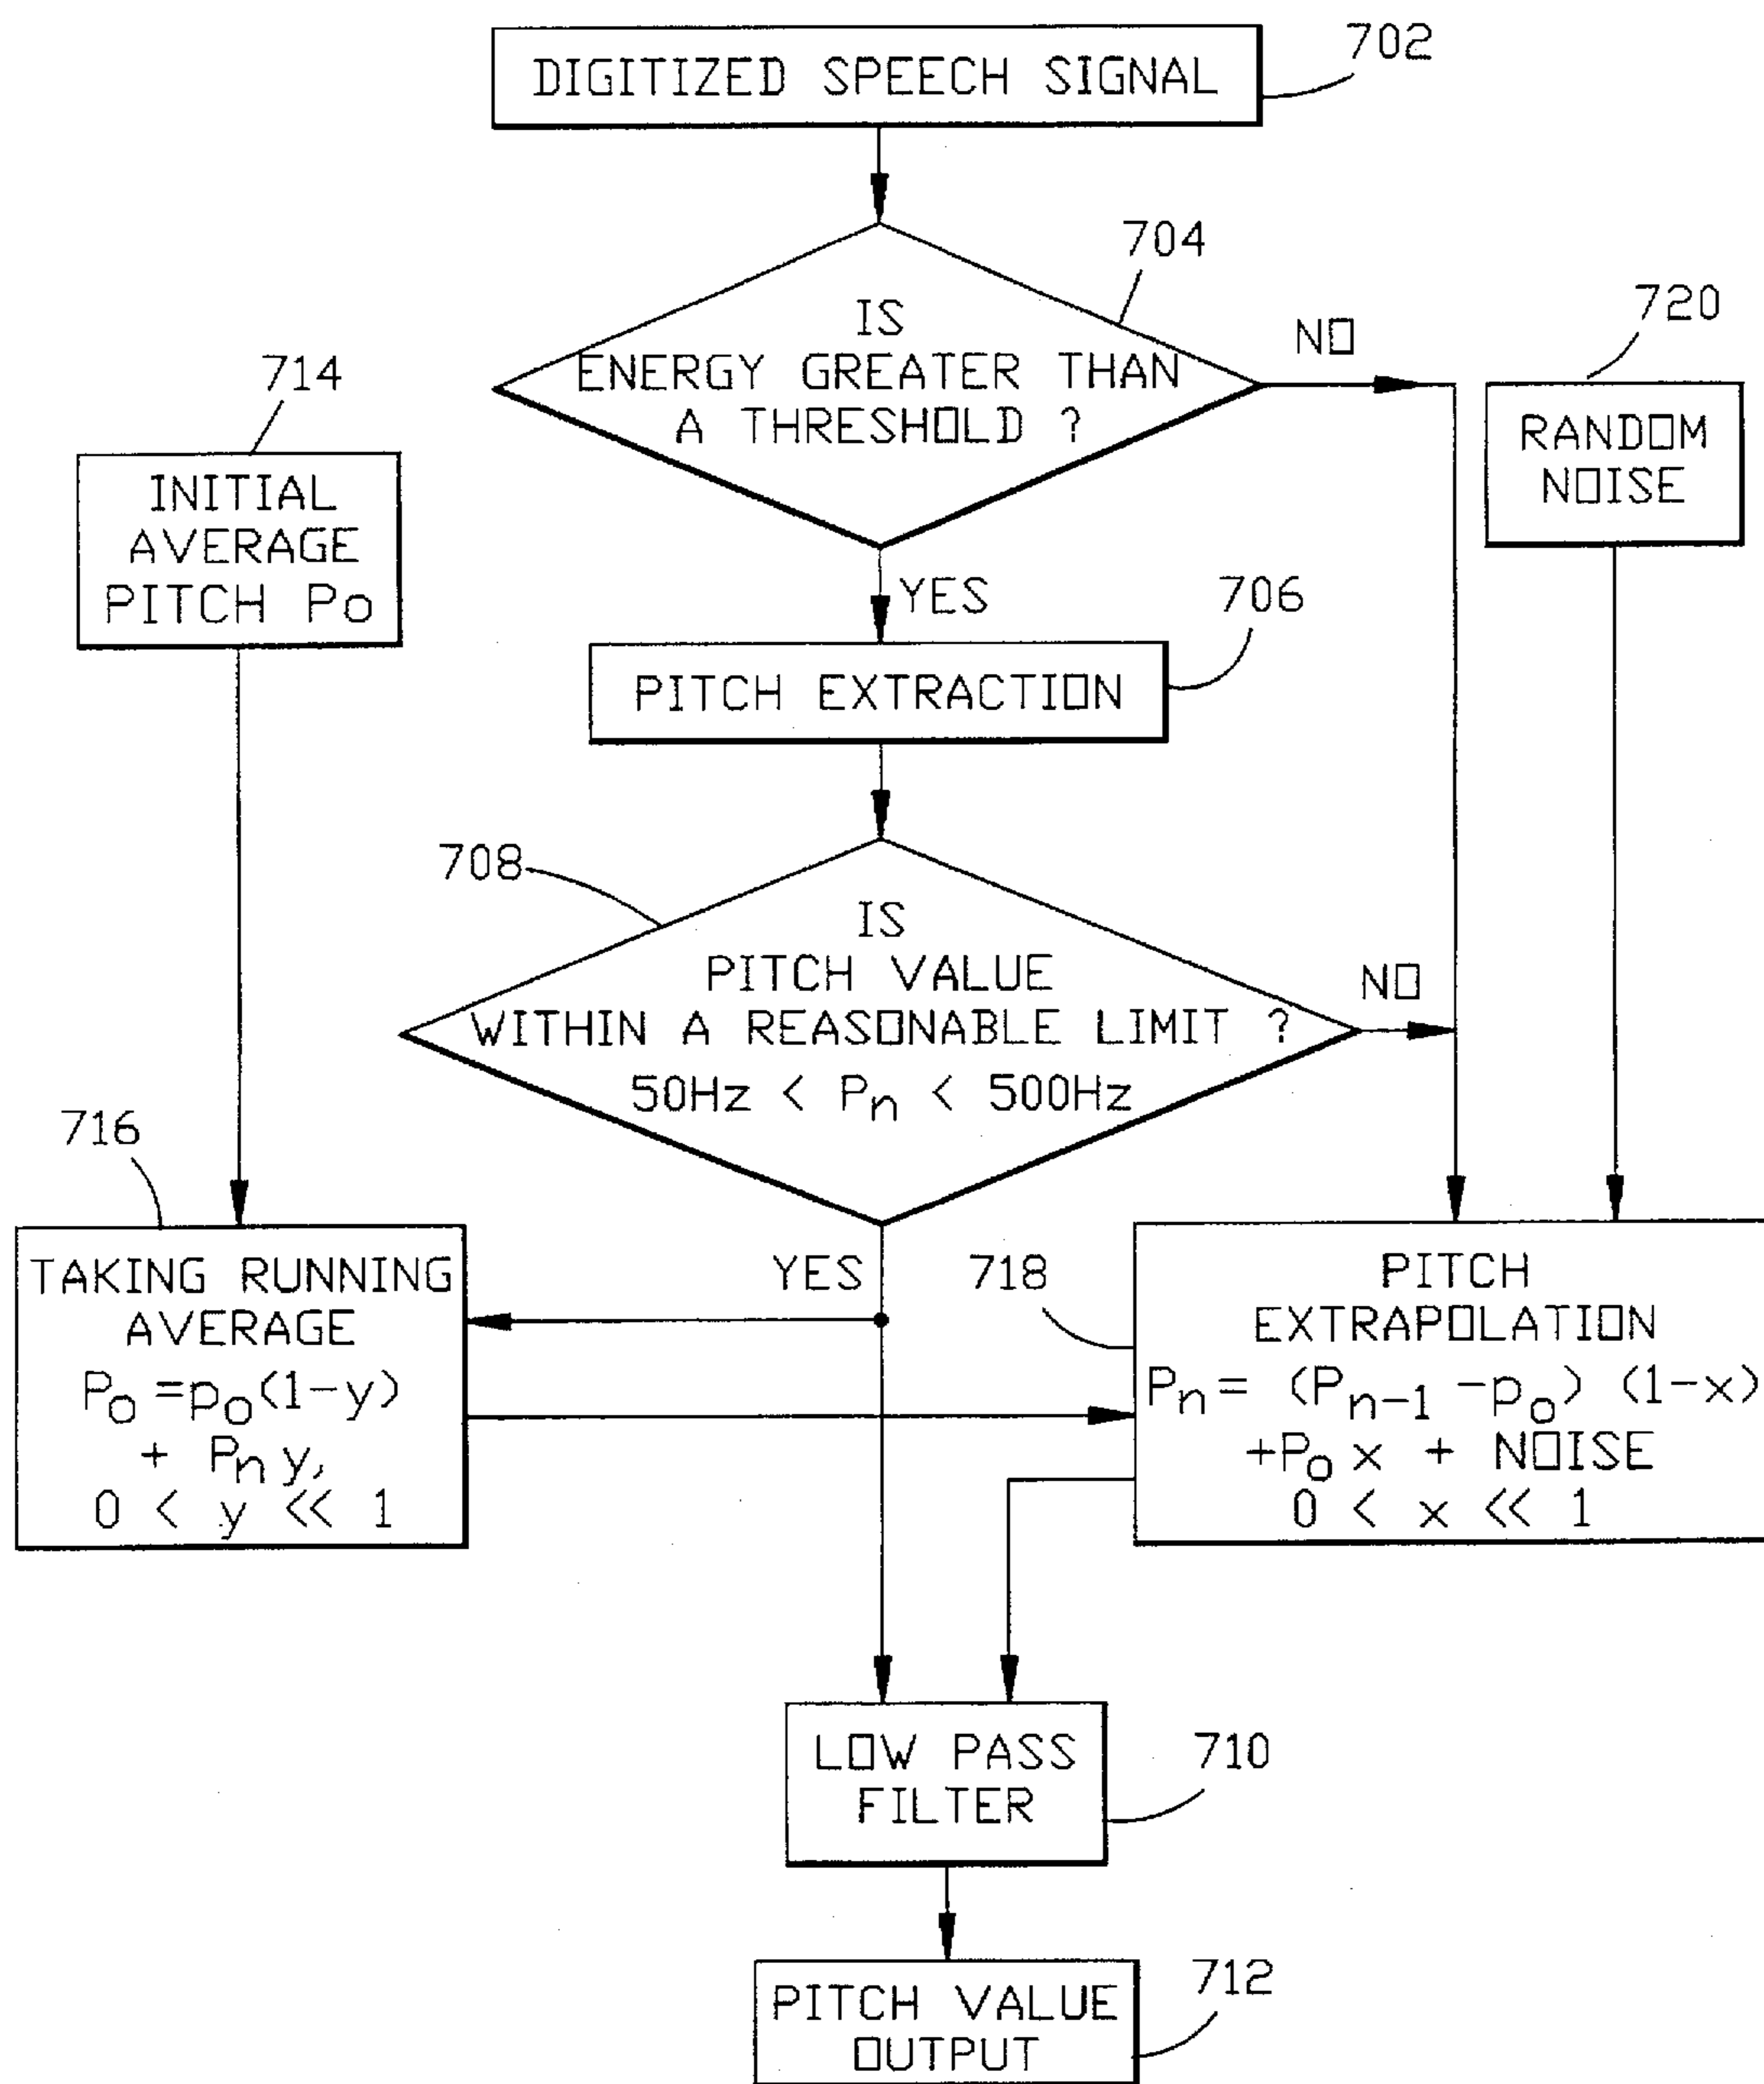 702
DIGITIZED SPEECH SIGNAL
704
IS
ENERGY GREATER THAN
A THRESHOLD ?
NO
720
RANDOM
NOISE
714
INITIAL
AVERAGE
PITCH Po
YES
706
PITCH EXTRACTION
708
IS
PITCH VALUE
WITHIN A REASONABLE LIMIT ?
50Hz < Pn < 500Hz
NO
716
TAKING RUNNING
AVERAGE
Po =po(1-y)
+ Pn y,
0 < y << 1
YES
718
PITCH
EXTRAPOLATION
Pn = (Pn-1 -po) (1-x)
+Po x + NOISE
0 < x << 1
LOW PASS
FILTER
710
PITCH VALUE
OUTPUT
712